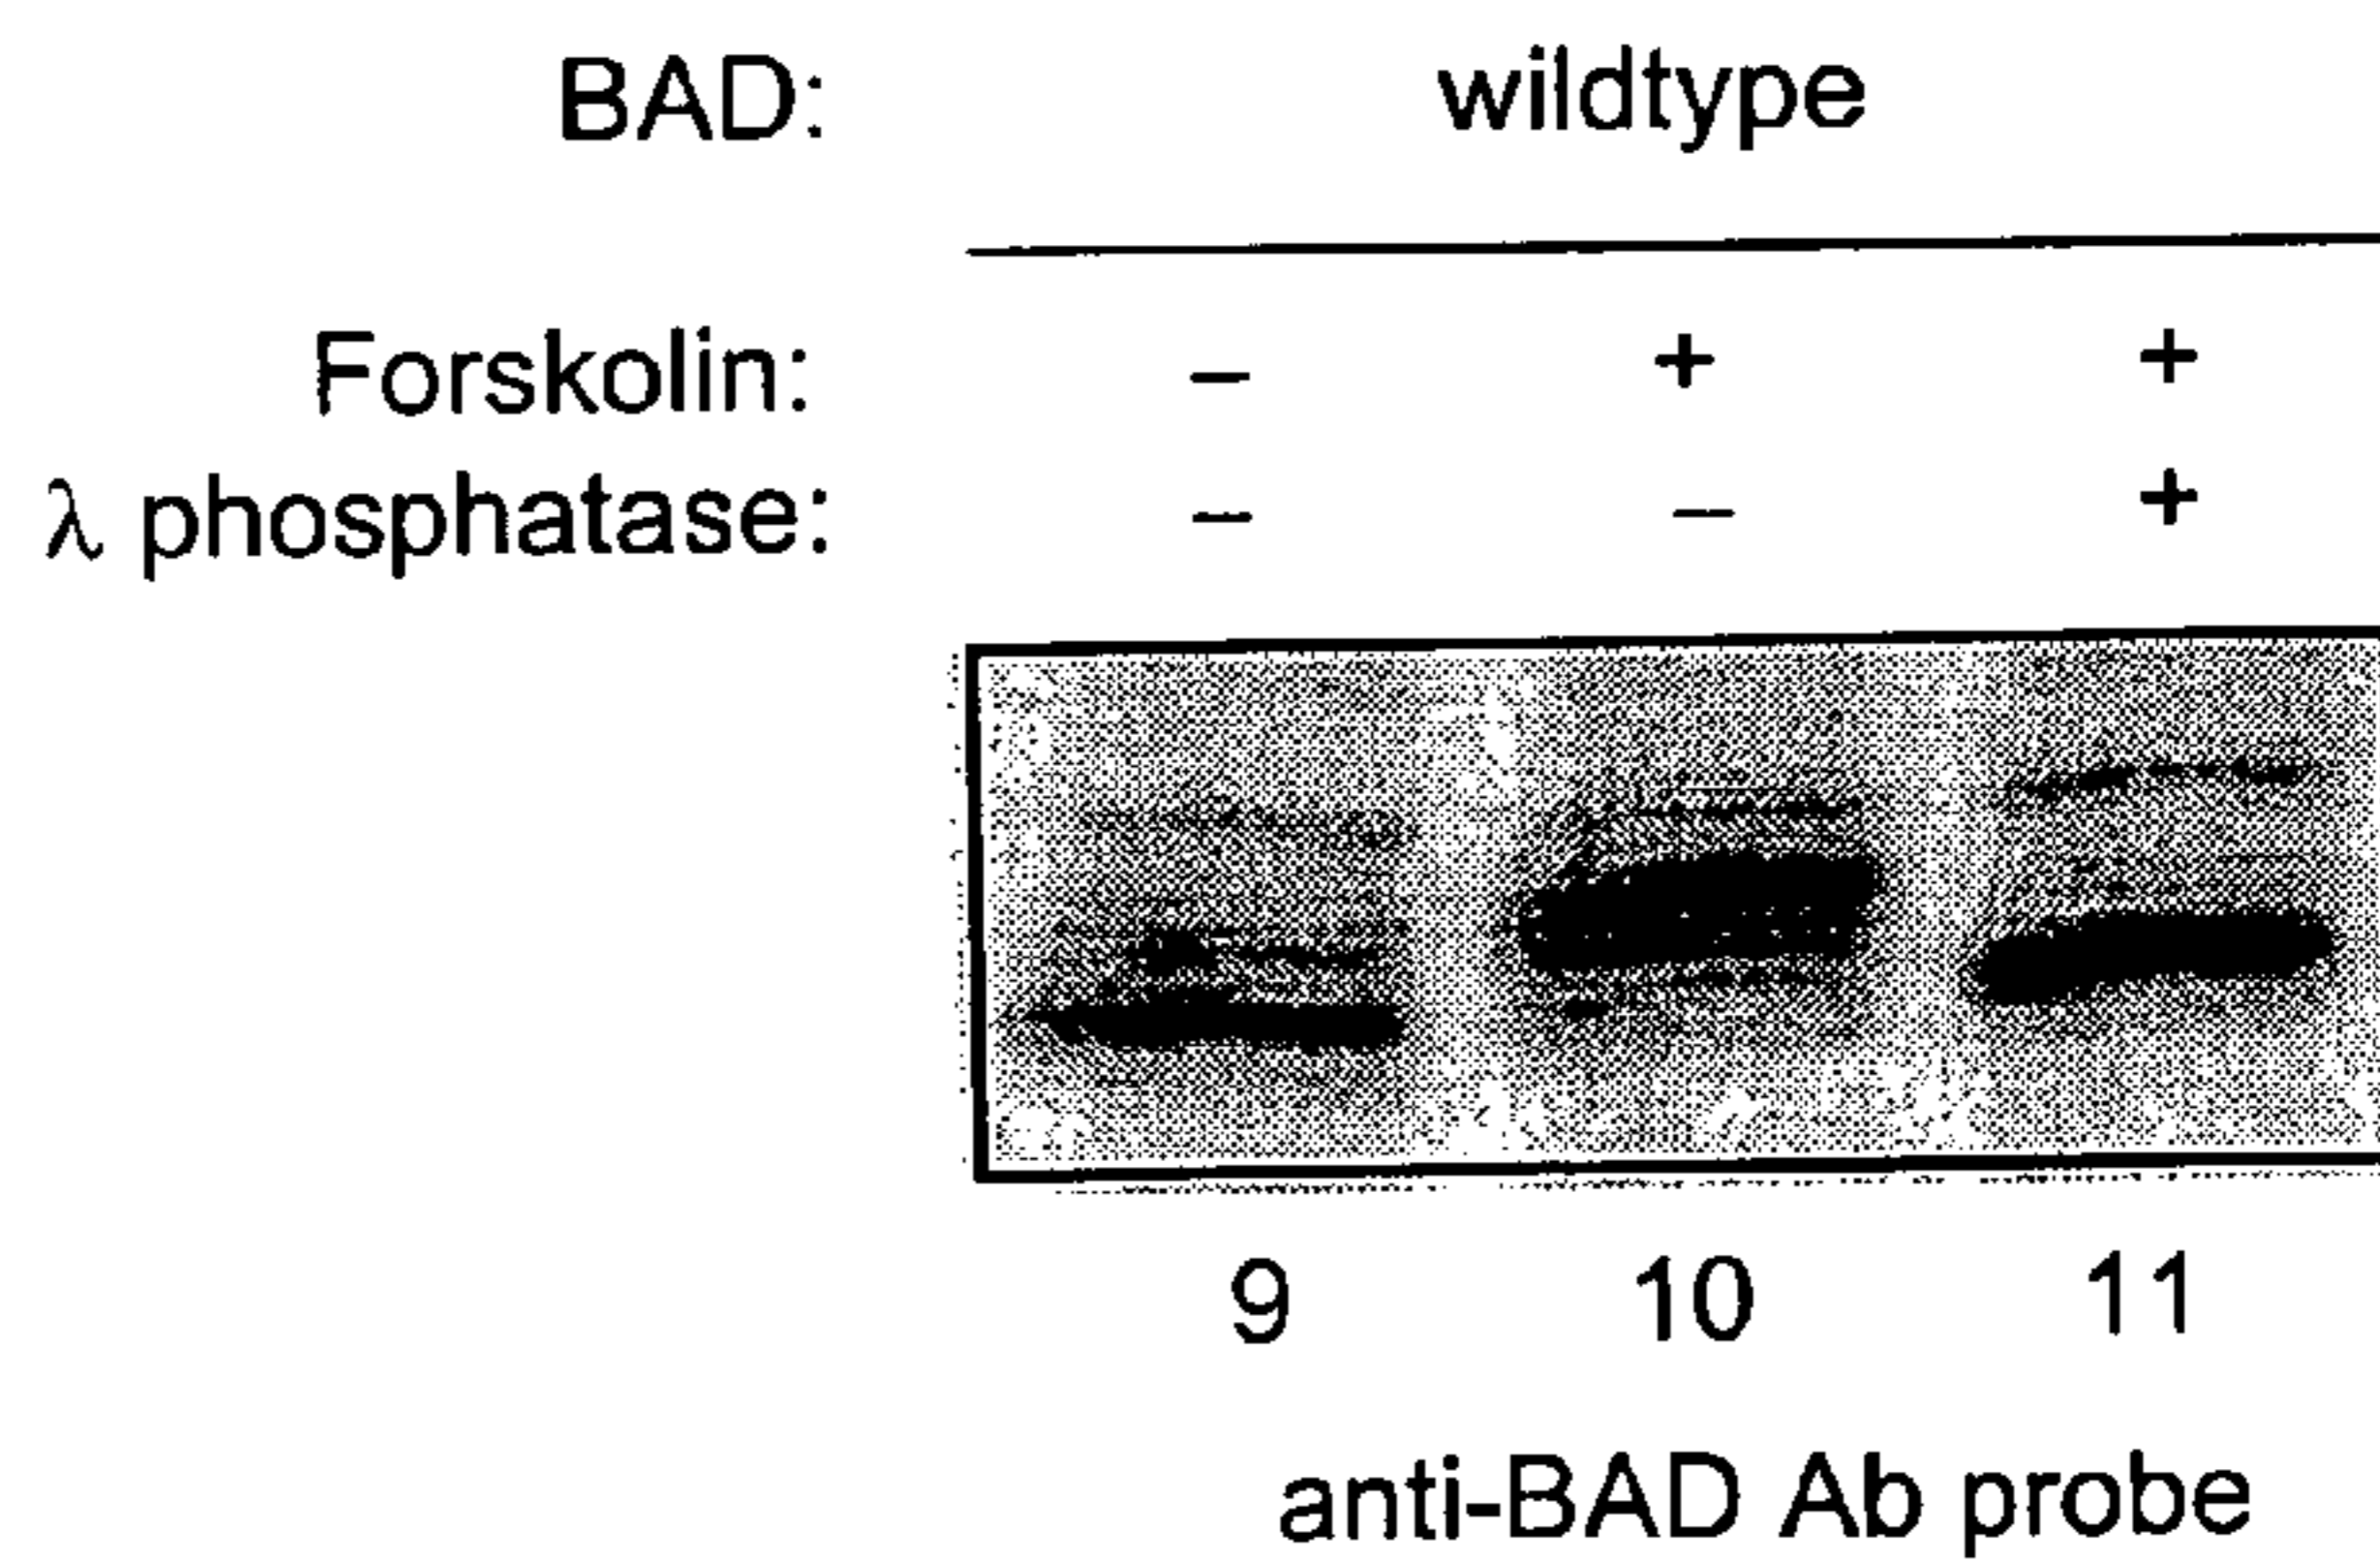 BAD: wildtype
Forskolin: – + +
λ phosphatase: – – +
9 10 11
anti-BAD Ab probe